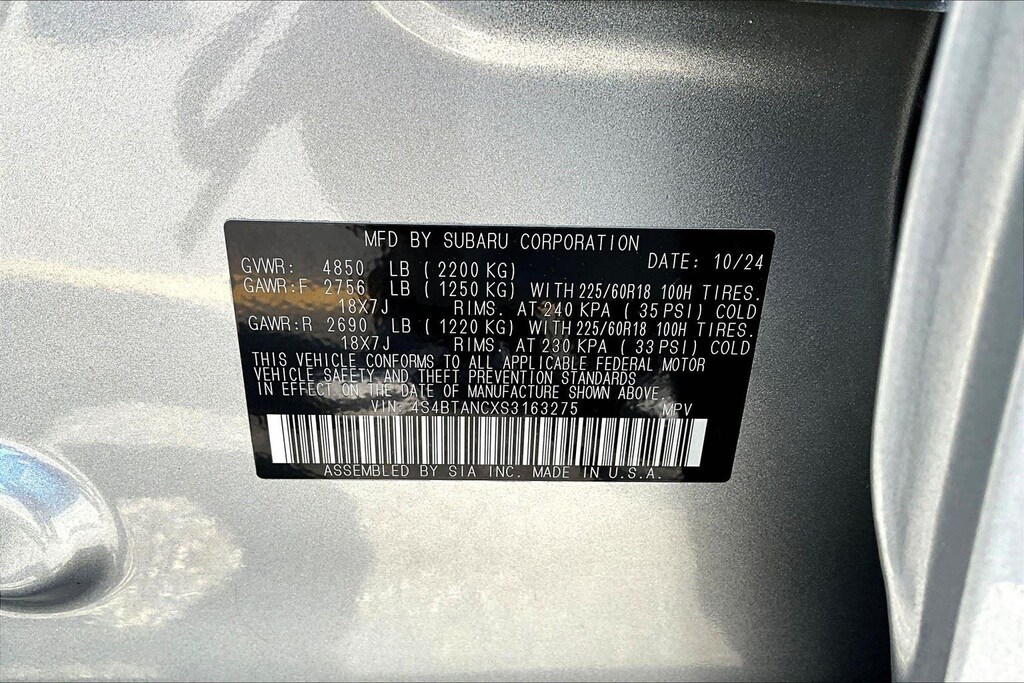 MFD BY SUBARU CORPORATION
GVWR: 4850 LB (2200 KG) DATE: 10/24
GAWR:F 2756 LB (1250 KG) WITH 225/60R18 100H TIRES.
18X7J RIMS. AT 240 KPA (35 PSI) COLD
GAWR:R 2690 LB (1220 KG) WITH 225/60R18 100H TIRES.
18X7J RIMS. AT 230 KPA (33 PSI) COLD
THIS VEHICLE CONFORMS TO ALL APPLICABLE FEDERAL MOTOR
VEHICLE SAFETY AND THEFT PREVENTION STANDARDS
IN EFFECT ON THE DATE OF MANUFACTURE SHOWN ABOVE.
VIN: 4S4BTANCXS3163275 MPV
ASSEMBLED BY SIA INC. MADE IN U.S.A.